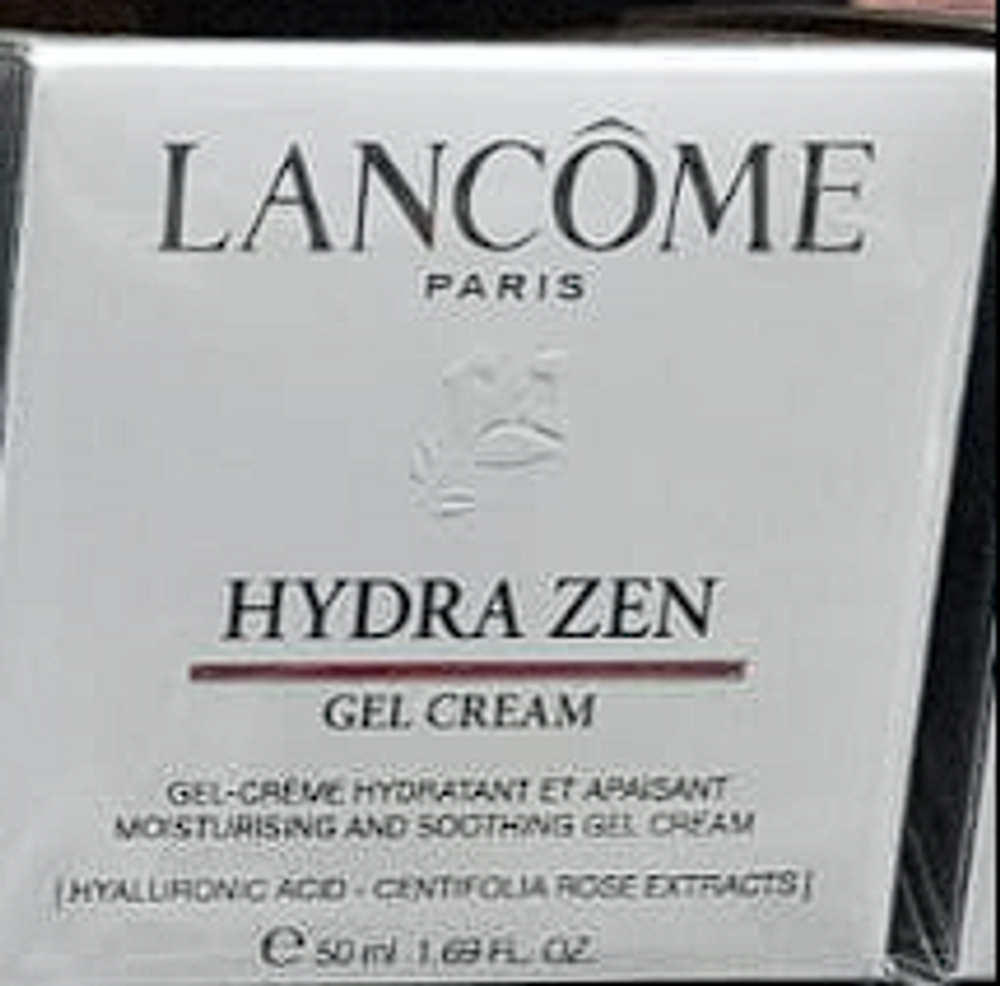 LANCÔME
PARIS
HYDRA ZEN
GEL CREAM
GEL-CRÈME HYDRATANT ET APAISANT
MOISTURISING AND SOOTHING GEL CREAM
[HYALURONIC ACID - CENTIFOLIA ROSE EXTRACTS]
℮ 50 ml 1.69 FL. OZ.